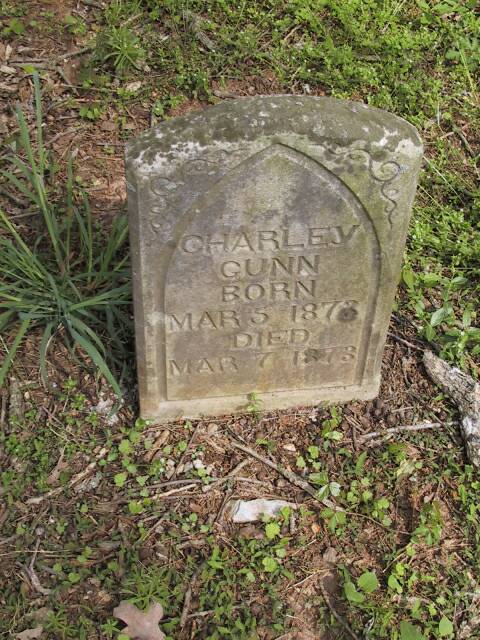 CHARLEY
GUNN
BORN
MAR 5 1873
DIED
MAR 7 1873